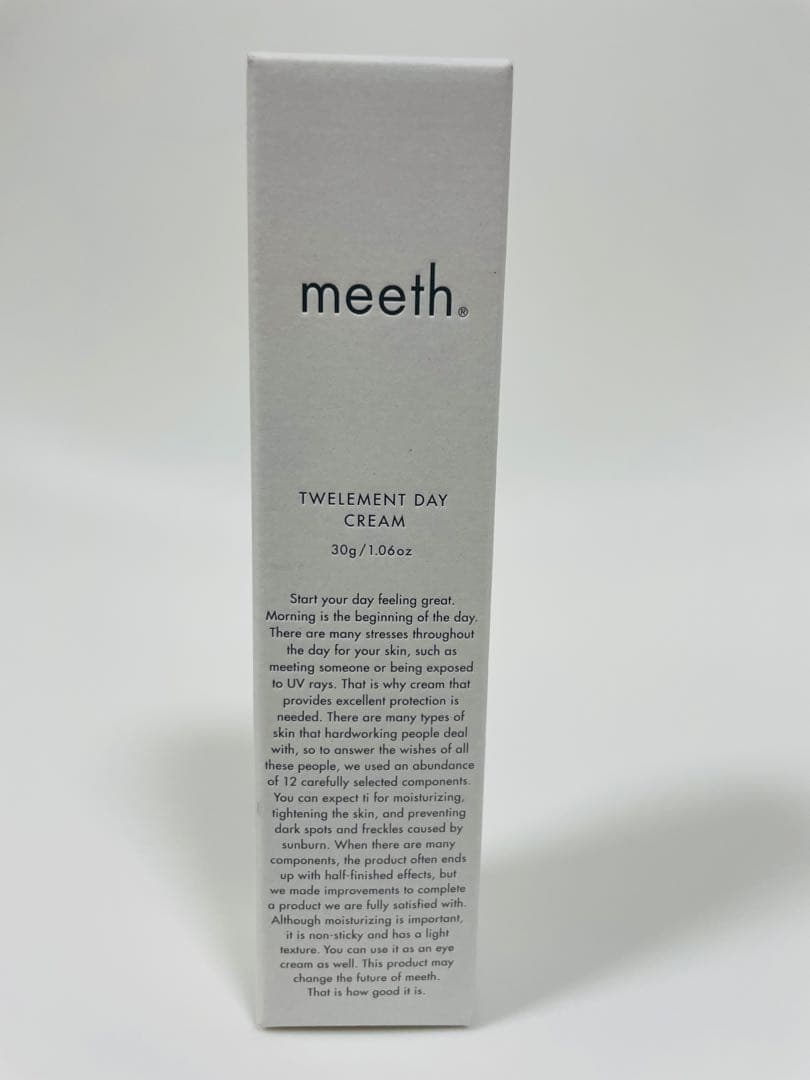 meeth®
TWELEMENT DAY
CREAM
30g/1.06oz
Start your day feeling great.
Morning is the beginning of the day.
There are many stresses throughout
the day for your skin, such as
meeting someone or being exposed
to UV rays. That is why cream that
provides excellent protection is
needed. There are many types of
skin that hardworking people deal
with, so to answer the wishes of all
these people, we used an abundance
of 12 carefully selected components.
You can expect ti for moisturizing,
tightening the skin, and preventing
dark spots and freckles caused by
sunburn. When there are many
components, the product often ends
up with half-finished effects, but
we made improvements to complete
a product we are fully satisfied with.
Although moisturizing is important,
it is non-sticky and has a light
texture. You can use it as an eye
cream as well. This product may
change the future of meeth.
That is how good it is.